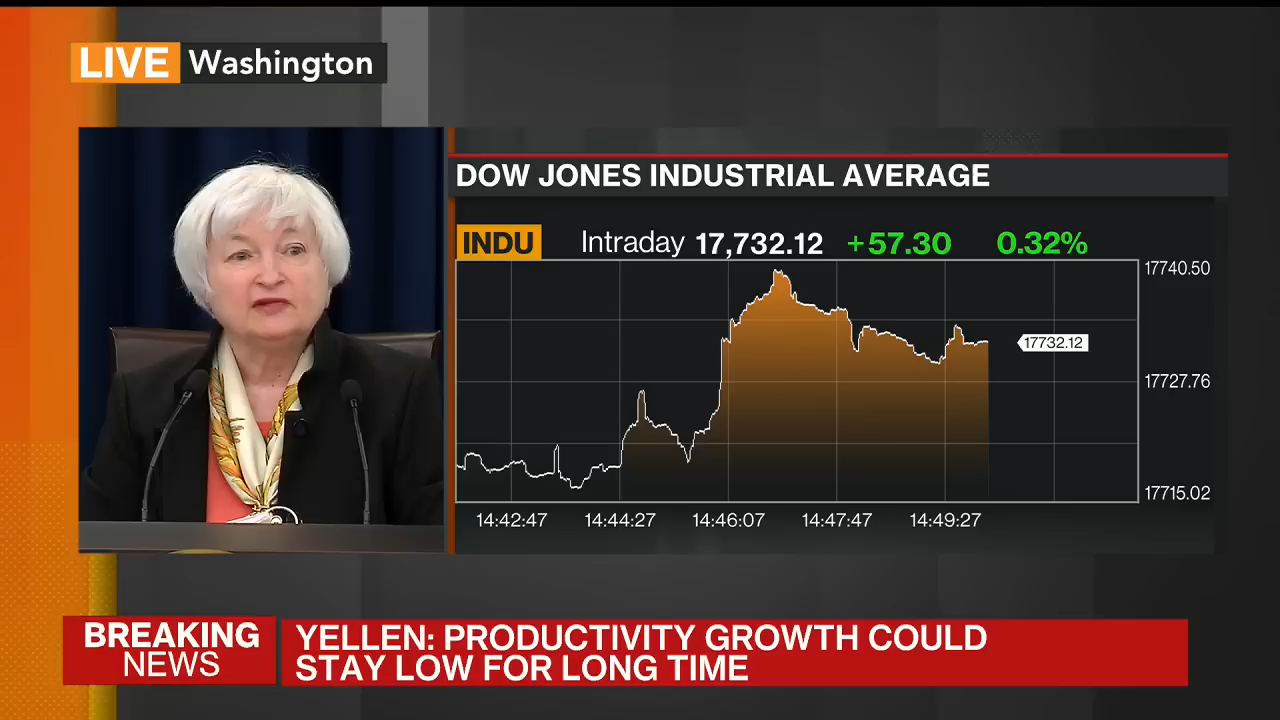 LIVE Washington
DOW JONES INDUSTRIAL AVERAGE
INDU Intraday 17,732.12 +57.30 0.32%
17740.50
17732.12
17727.76
17715.02
14:42:47 14:44:27 14:46:07 14:47:47 14:49:27
BREAKING NEWS
YELLEN: PRODUCTIVITY GROWTH COULD
STAY LOW FOR LONG TIME